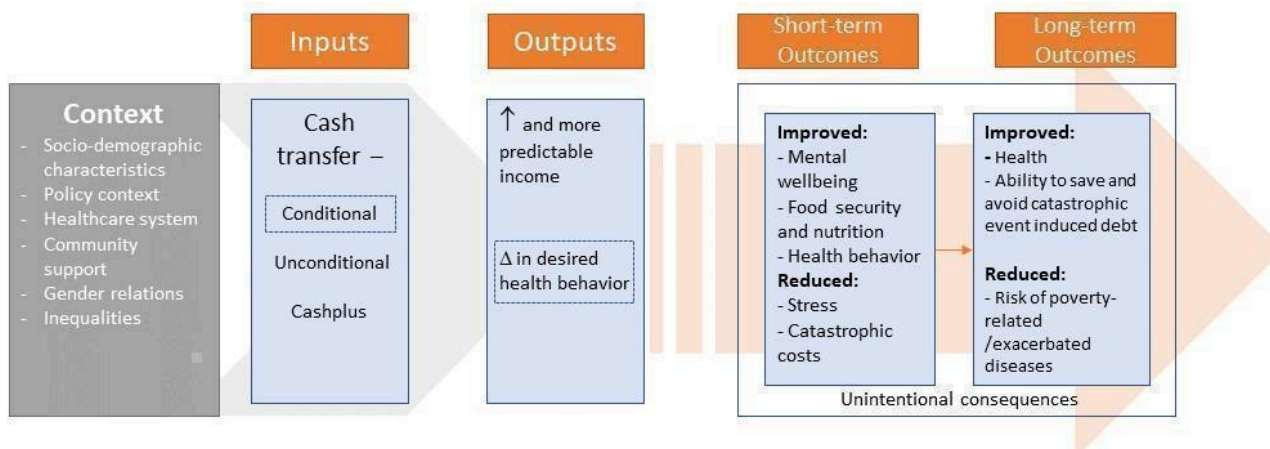 Inputs
Outputs
Short-term
Outcomes
Long-term
Outcomes
Context
- Socio-demographic
characteristics
- Policy context
- Healthcare system
- Community
support
- Gender relations
- Inequalities
Cash
transfer –
Conditional
Unconditional
Cashplus
↑ and more
predictable
income
Δ in desired
health behavior
Improved:
- Mental
wellbeing
- Food security
and nutrition
- Health behavior
Reduced:
- Stress
- Catastrophic
costs
Improved:
- Health
- Ability to save and
avoid catastrophic
event induced debt
Reduced:
- Risk of poverty-
related
/exacerbated
diseases
Unintentional consequences